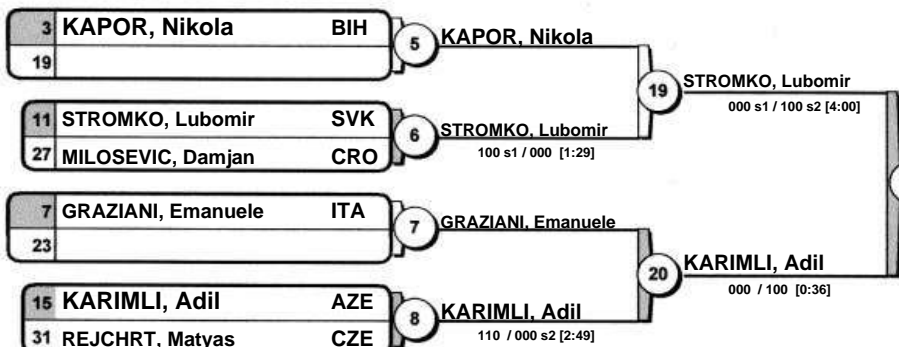 3 KAPOR, Nikola BIH
19
5 KAPOR, Nikola
11 STROMKO, Lubomir SVK
27 MILOSEVIC, Damjan CRO
6 STROMKO, Lubomir
100 s1 / 000 [1:29]
19 STROMKO, Lubomir
000 s1 / 100 s2 [4:00]
7 GRAZIANI, Emanuele ITA
23
7 GRAZIANI, Emanuele
15 KARIMLI, Adil AZE
31 REJCHRT, Matyas CZE
8 KARIMLI, Adil
110 / 000 s2 [2:49]
20 KARIMLI, Adil
000 / 100 [0:36]